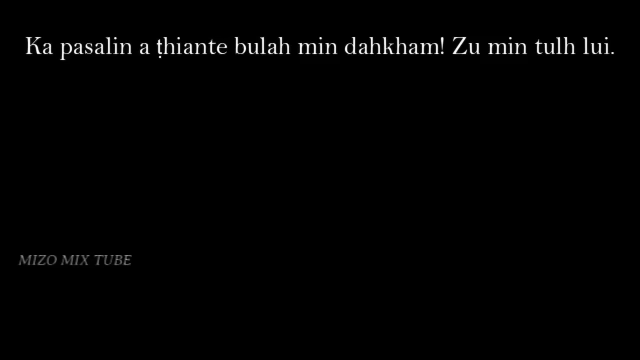 Ka pasalin a ṭhiante bulah min dahkham! Zu min tulh lui.
MIZO MIX TUBE